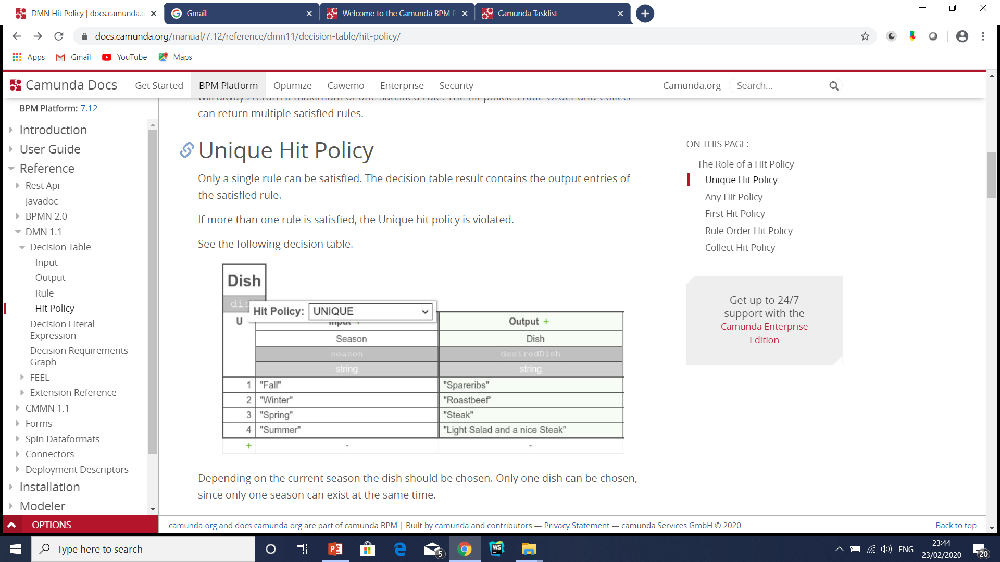 DMN Hit Policy | docs.camunda.o
Gmail
Welcome to the Camunda BPM P
Camunda Tasklist
docs.camunda.org/manual/7.12/reference/dmn11/decision-table/hit-policy/
Apps
Gmail
YouTube
Maps
Camunda Docs
Get Started
BPM Platform
Optimize
Cawemo
Enterprise
Security
Camunda.org
Search...
BPM Platform: 7.12
Introduction
User Guide
Reference
Rest Api
Javadoc
BPMN 2.0
DMN 1.1
Decision Table
Input
Output
Rule
Hit Policy
Decision Literal
Expression
Decision Requirements
Graph
FEEL
Extension Reference
CMMN 1.1
Forms
Spin Dataformats
Connectors
Deployment Descriptors
Installation
Modeler
OPTIONS
will always return a maximum of one satisfied rule. The hit policies Rule Order and Collect
can return multiple satisfied rules.
Unique Hit Policy
Only a single rule can be satisfied. The decision table result contains the output entries of
the satisfied rule.
If more than one rule is satisfied, the Unique hit policy is violated.
See the following decision table.
Dish
dis
Hit Policy: UNIQUE
U Input + Output +
Season Dish
season desiredDish
string string
1 "Fall" "Spareribs"
2 "Winter" "Roastbeef"
3 "Spring" "Steak"
4 "Summer" "Light Salad and a nice Steak"
+ - -
Depending on the current season the dish should be chosen. Only one dish can be chosen,
since only one season can exist at the same time.
ON THIS PAGE:
The Role of a Hit Policy
Unique Hit Policy
Any Hit Policy
First Hit Policy
Rule Order Hit Policy
Collect Hit Policy
Get up to 24/7
support with the
Camunda Enterprise
Edition
camunda.org and docs.camunda.org are part of camunda BPM | Built by camunda and contributors — Privacy Statement — camunda Services GmbH © 2020
Back to top
Type here to search
P
5
WS
ENG
23:44
23/02/2020
20